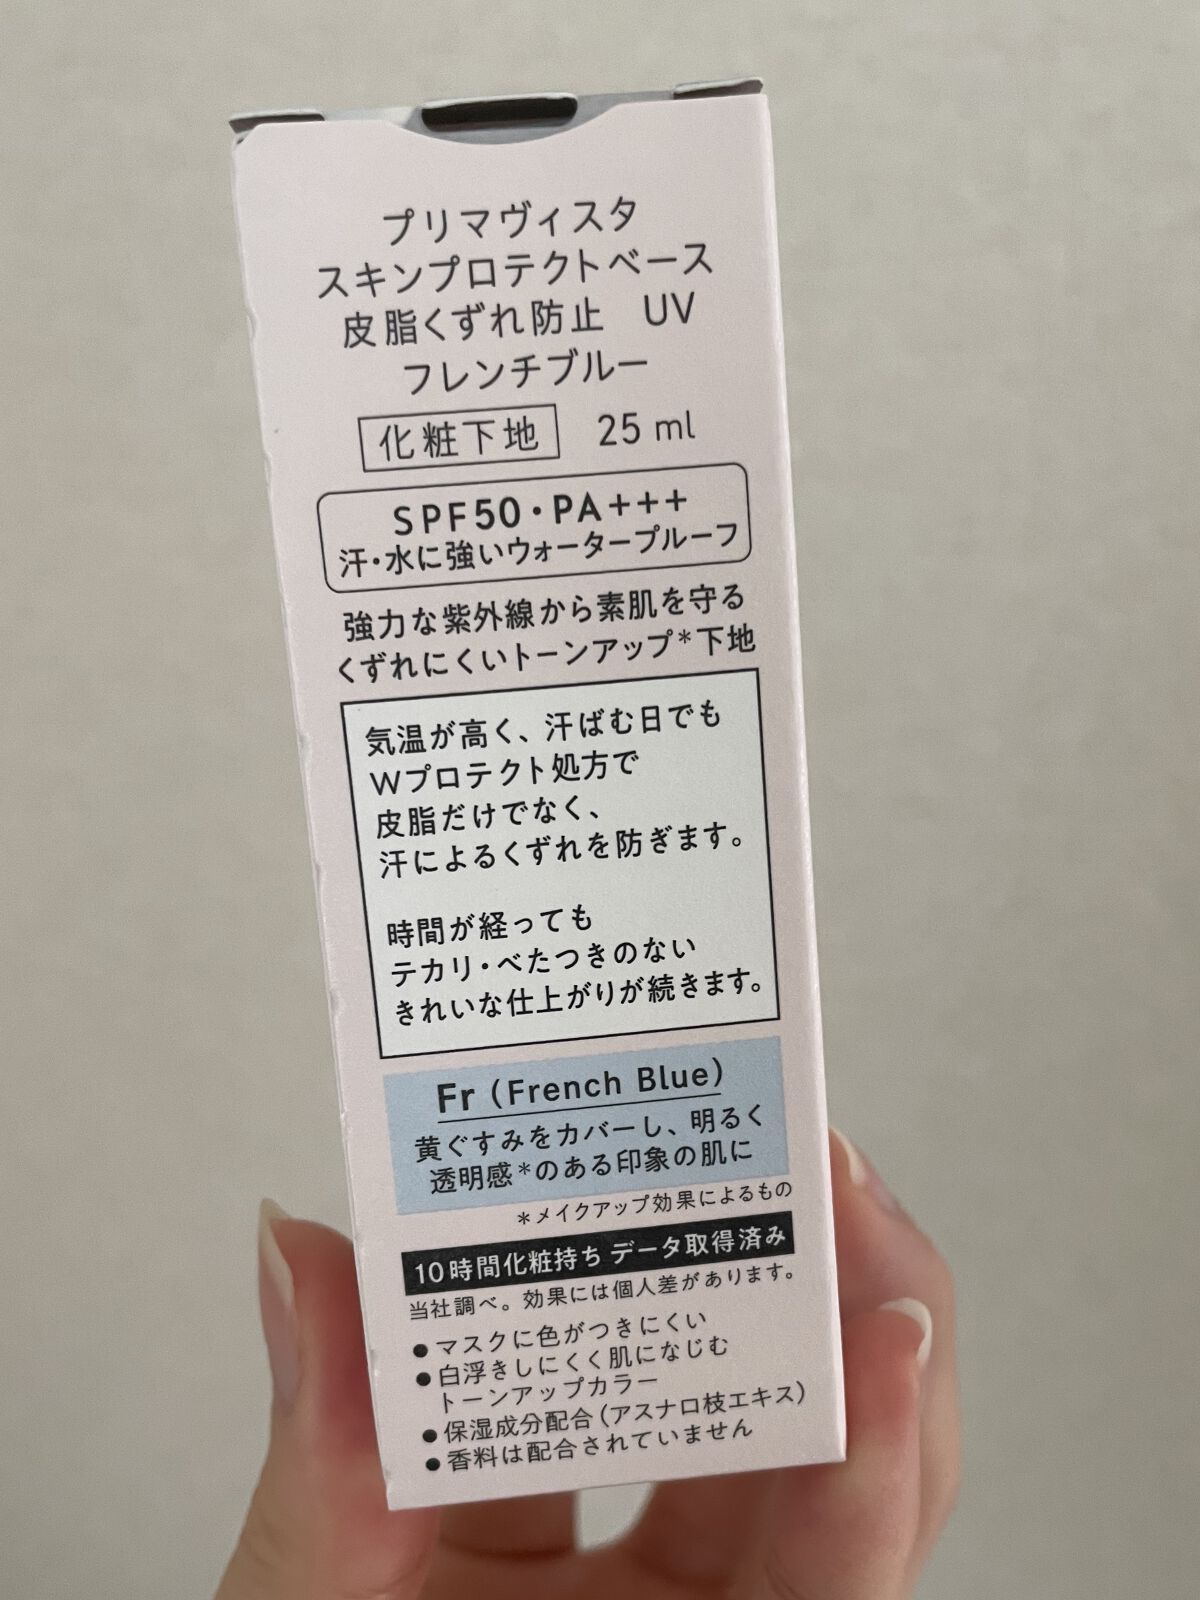 プリマヴィスタ
スキンプロテクトベース
皮脂くずれ防止 UV
フレンチブルー
化粧下地 25 ml
SPF50・PA+++
汗・水に強いウォータープルーフ
強力な紫外線から素肌を守る
くずれにくいトーンアップ*下地
気温が高く、汗ばむ日でも
Wプロテクト処方で
皮脂だけでなく、
汗によるくずれを防ぎます。
時間が経っても
テカリ・べたつきのない
きれいな仕上がりが続きます。
Fr (French Blue)
黄ぐすみをカバーし、明るく
透明感*のある印象の肌に
*メイクアップ効果によるもの
10時間化粧持ち データ取得済み
当社調べ。効果には個人差があります。
●マスクに色がつきにくい
●白浮きしにくく肌になじむ
トーンアップカラー
●保湿成分配合(アスナロ枝エキス)
●香料は配合されていません